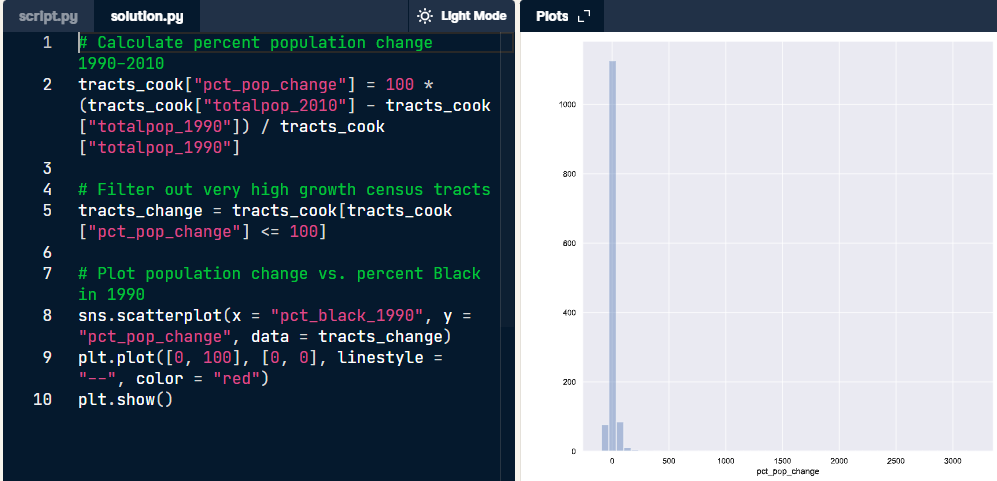 script.py solution.py Light Mode Plots
1 # Calculate percent population change
1990-2010
2 tracts_cook["pct_pop_change"] = 100 *
(tracts_cook["totalpop_2010"] - tracts_cook
["totalpop_1990"]) / tracts_cook
["totalpop_1990"]
3
4 # Filter out very high growth census tracts
5 tracts_change = tracts_cook[tracts_cook
["pct_pop_change"] <= 100]
6
7 # Plot population change vs. percent Black
in 1990
8 sns.scatterplot(x = "pct_black_1990", y =
"pct_pop_change", data = tracts_change)
9 plt.plot([0, 100], [0, 0], linestyle =
"--", color = "red")
10 plt.show()
1000
800
600
400
200
0
0 500 1000 1500 2000 2500 3000
pct_pop_change